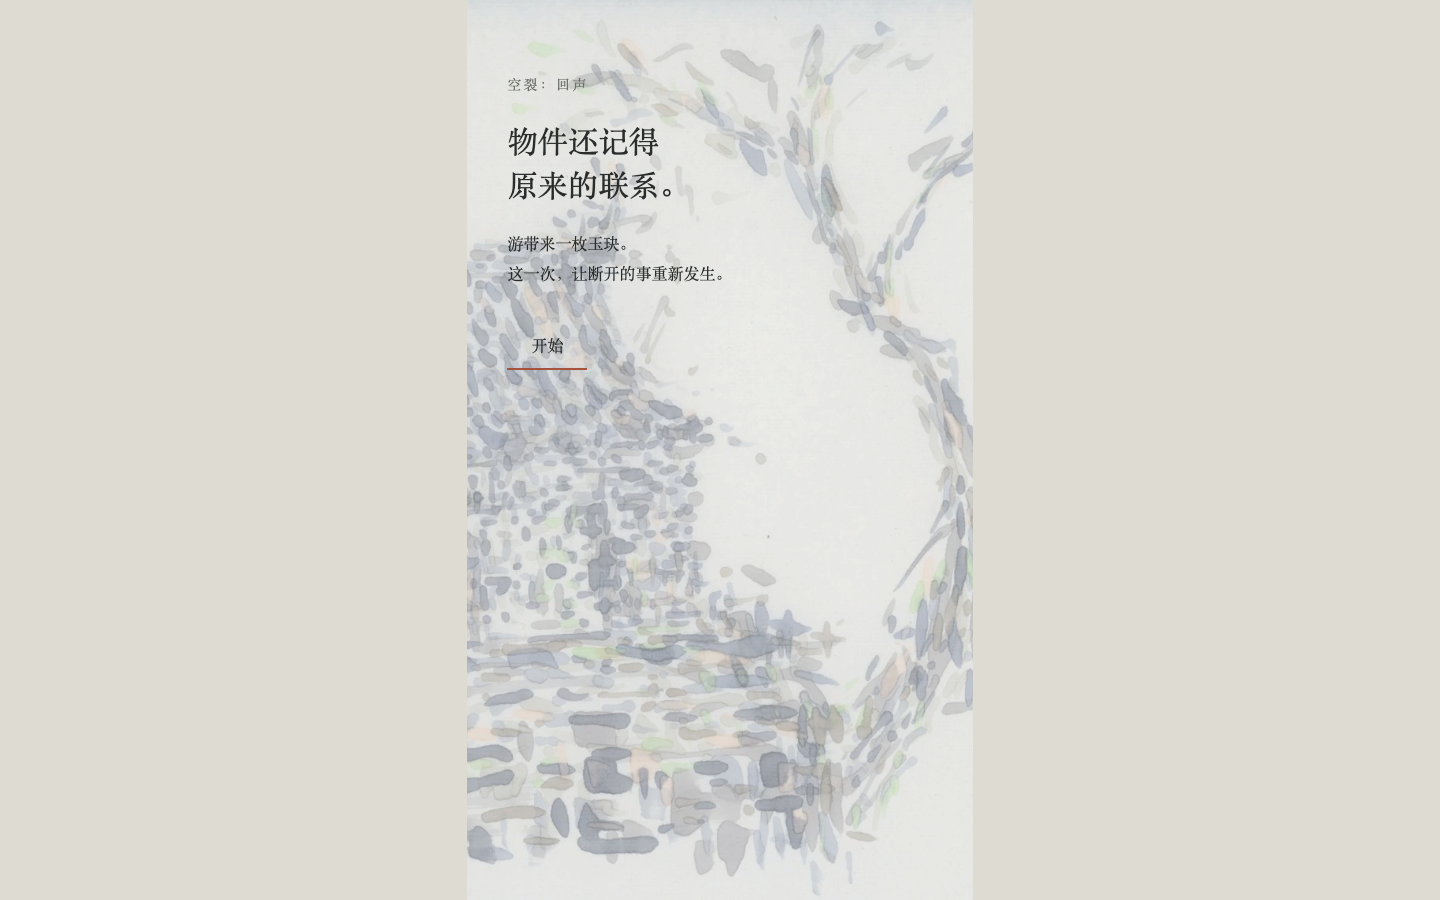 空裂：回声
物件还记得
原来的联系。
游带来一枚玉玦。
这一次，让断开的事重新发生。
开始